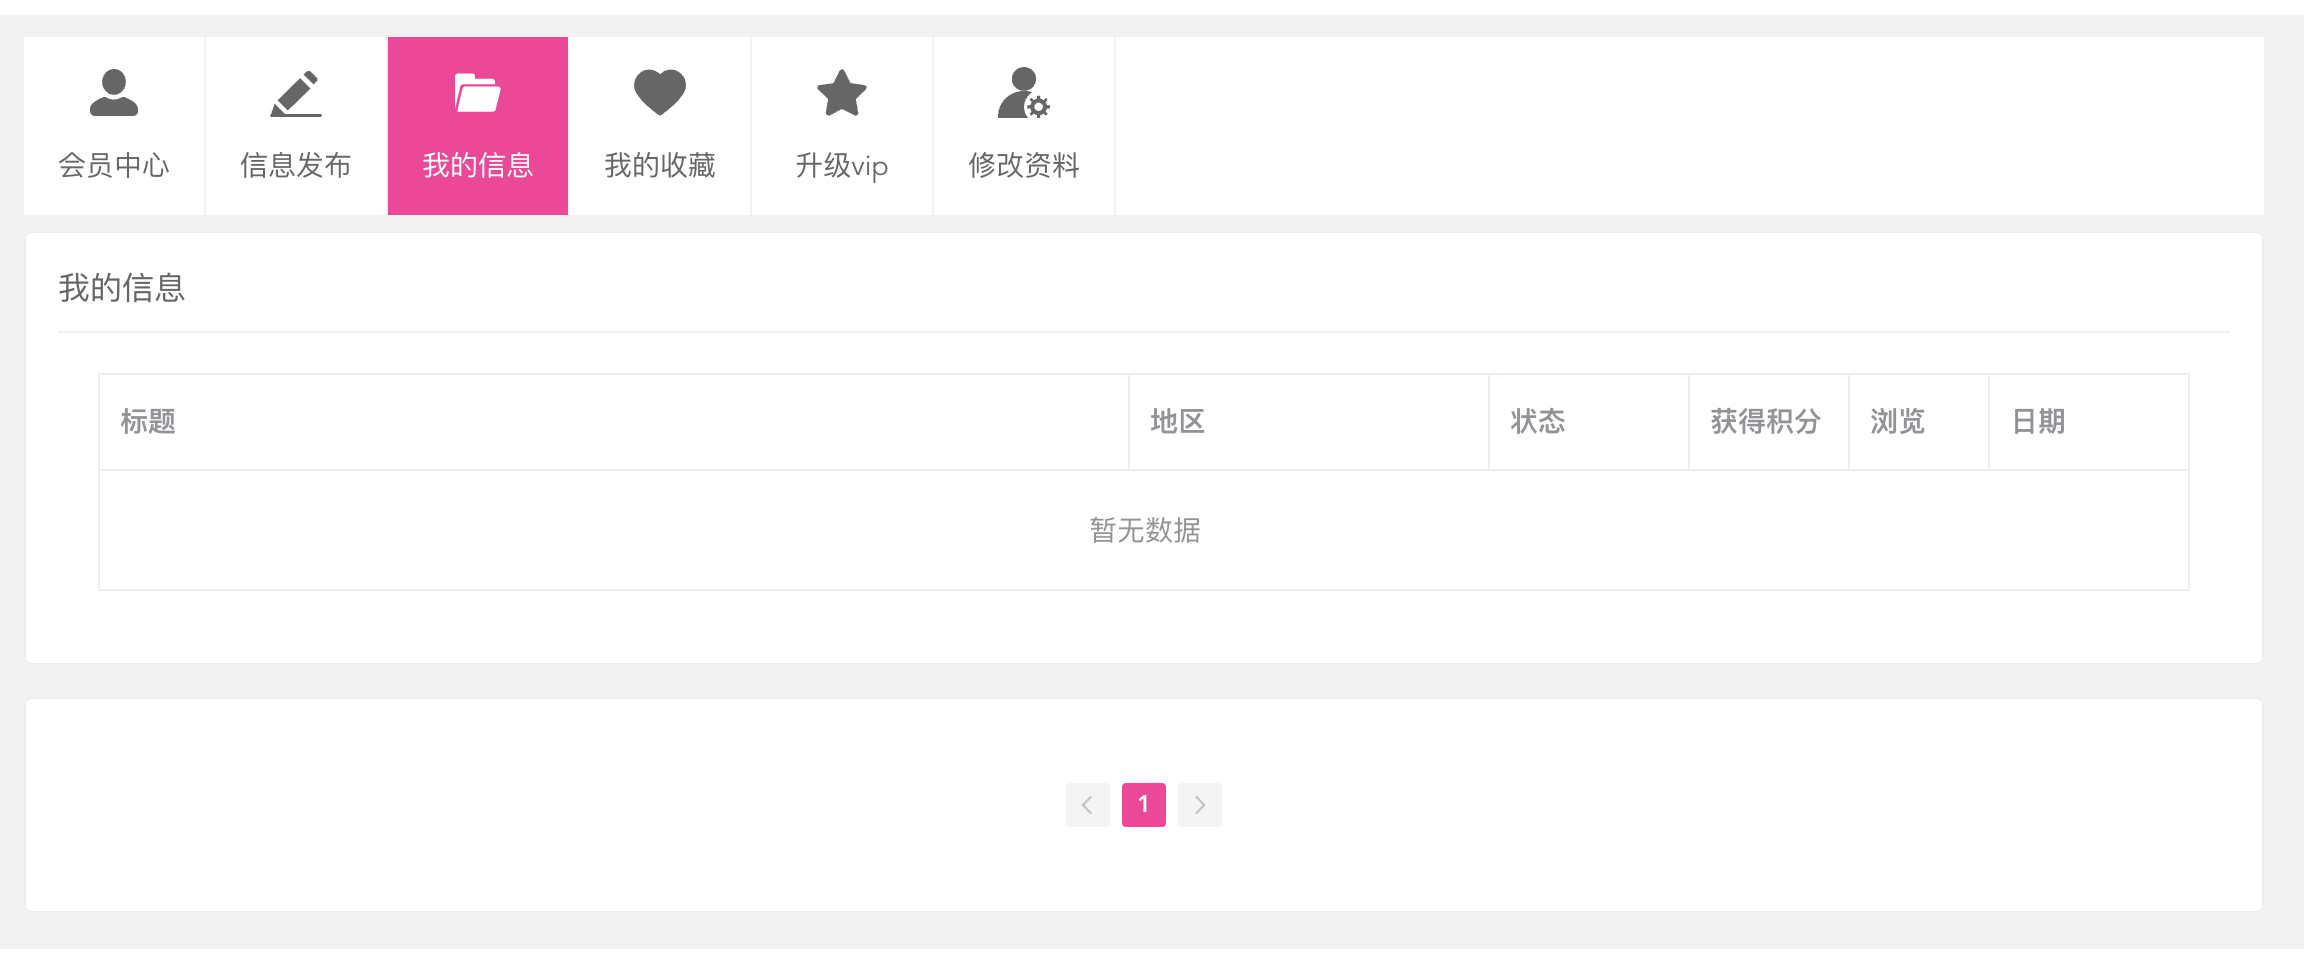 会员中心 信息发布 我的信息 我的收藏 升级vip 修改资料
我的信息
标题 地区 状态 获得积分 浏览 日期
暂无数据
1